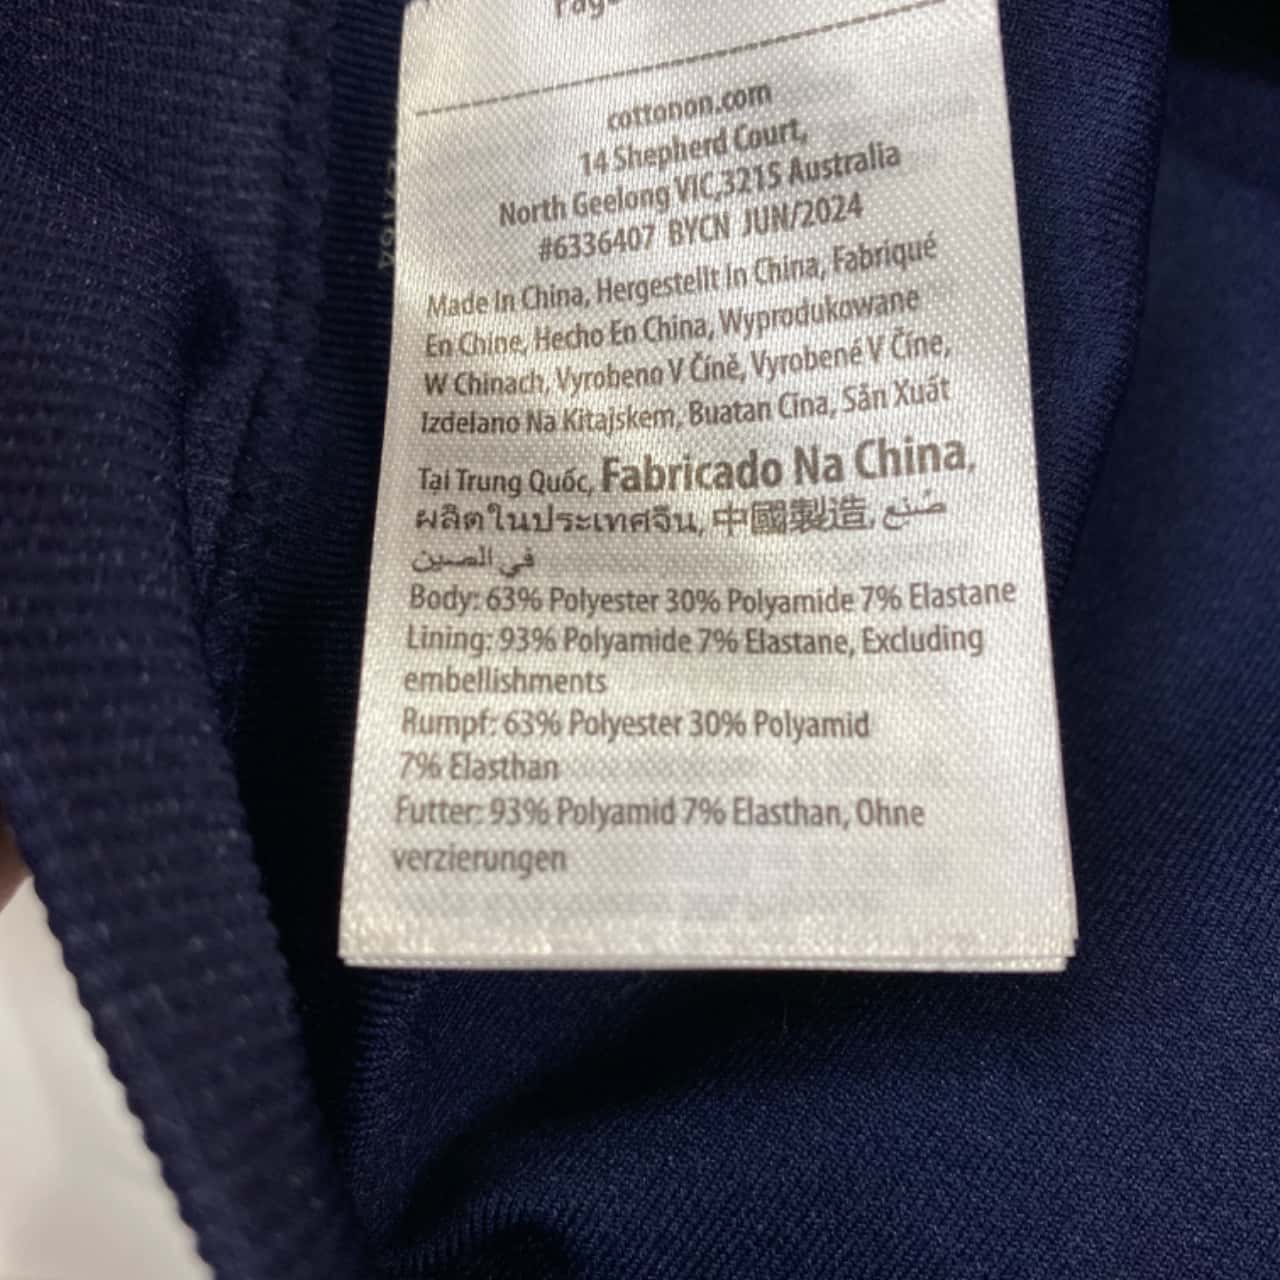 cottonon.com
14 Shepherd Court,
North Geelong VIC,3215 Australia
#6336407 BYCN JUN/2024
Made In China, Hergestellt In China, Fabriqué
En Chine, Hecho En China, Wyprodukowane
W Chinach, Vyrobeno V Číně, Vyrobené V Číne,
Izdelano Na Kitajskem, Buatan Cina, Sản Xuất
Tại Trung Quốc, Fabricado Na China,
ผลิตในประเทศจีน, 中國製造, صُنع
في الصين
Body: 63% Polyester 30% Polyamide 7% Elastane
Lining: 93% Polyamide 7% Elastane, Excluding
embellishments
Rumpf: 63% Polyester 30% Polyamid
7% Elasthan
Futter: 93% Polyamid 7% Elasthan, Ohne
verzierungen